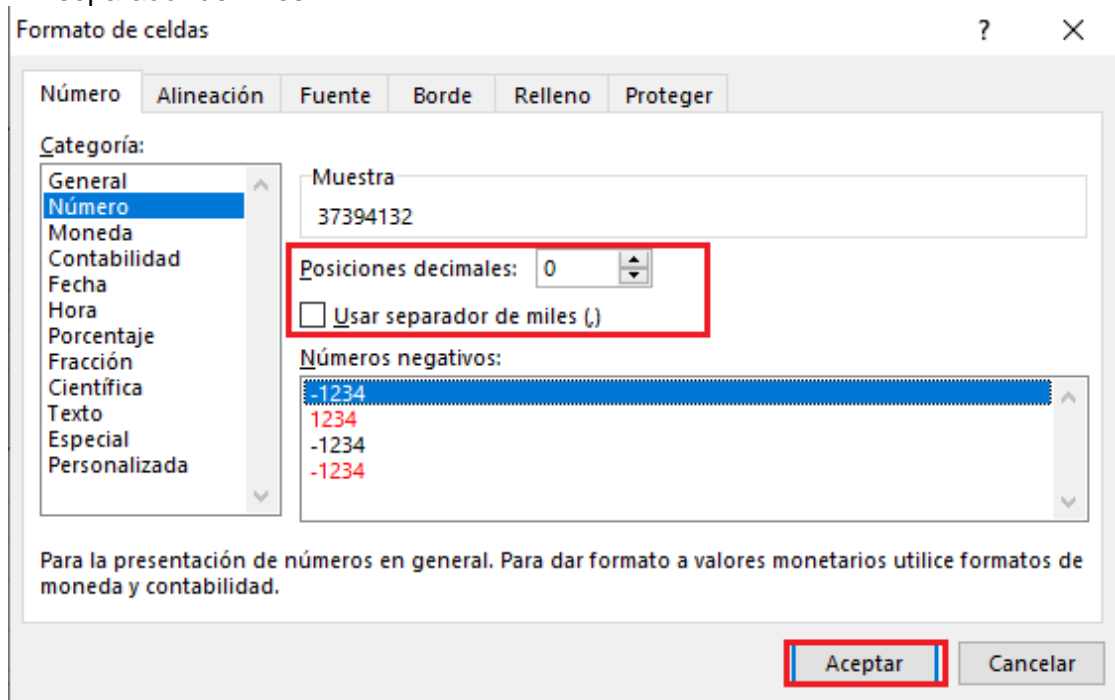 Formato de celdas ? ×
Número Alineación Fuente Borde Relleno Proteger
Categoría:
General
Número
Moneda
Contabilidad
Fecha
Hora
Porcentaje
Fracción
Científica
Texto
Especial
Personalizada
Muestra
37394132
Posiciones decimales: 0
Usar separador de miles (,)
Números negativos:
-1234
1234
-1234
-1234
Para la presentación de números en general. Para dar formato a valores monetarios utilice formatos de
moneda y contabilidad.
Aceptar Cancelar